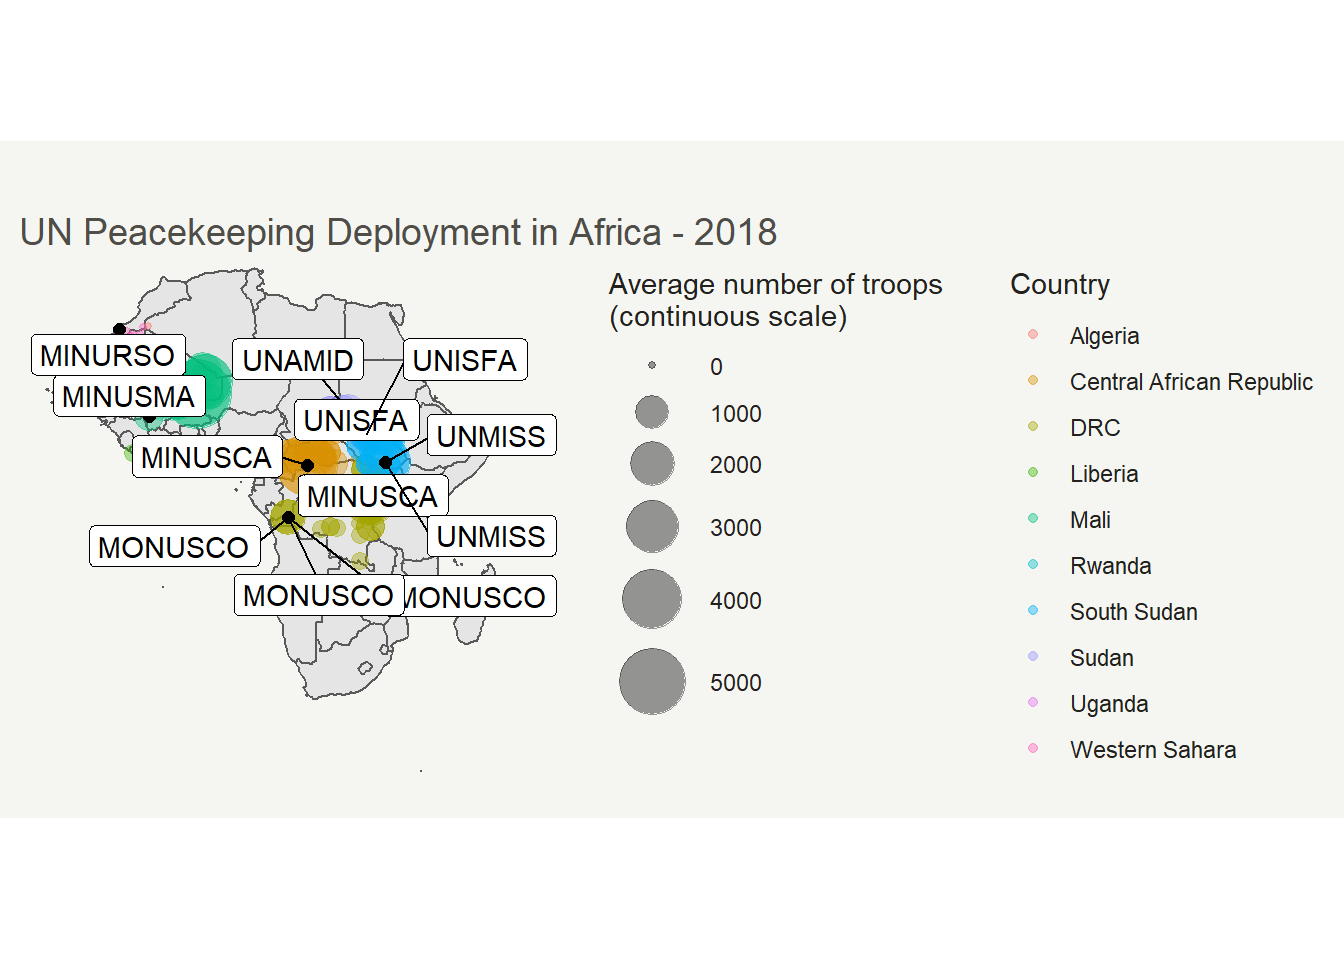 UN Peacekeeping Deployment in Africa - 2018
MINURSO
MINUSMA
UNAMID
UNISFA
UNISFA
UNMISS
MINUSCA
MINUSCA
UNMISS
MONUSCO
MONUSCO
MONUSCO
Average number of troops
(continuous scale)
0
1000
2000
3000
4000
5000
Country
Algeria
Central African Republic
DRC
Liberia
Mali
Rwanda
South Sudan
Sudan
Uganda
Western Sahara